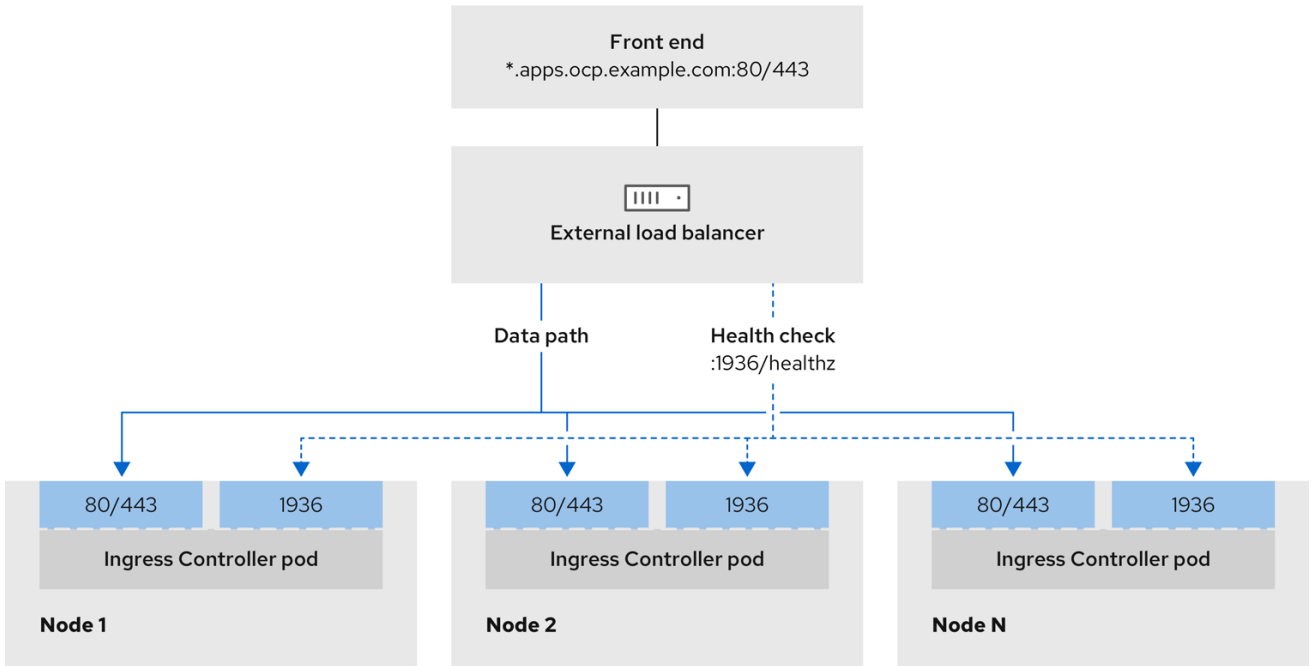 Front end
*.apps.ocp.example.com:80/443
External load balancer
Data path
Health check
:1936/healthz
80/443
1936
80/443
1936
80/443
1936
Ingress Controller pod
Ingress Controller pod
Ingress Controller pod
Node 1
Node 2
Node N